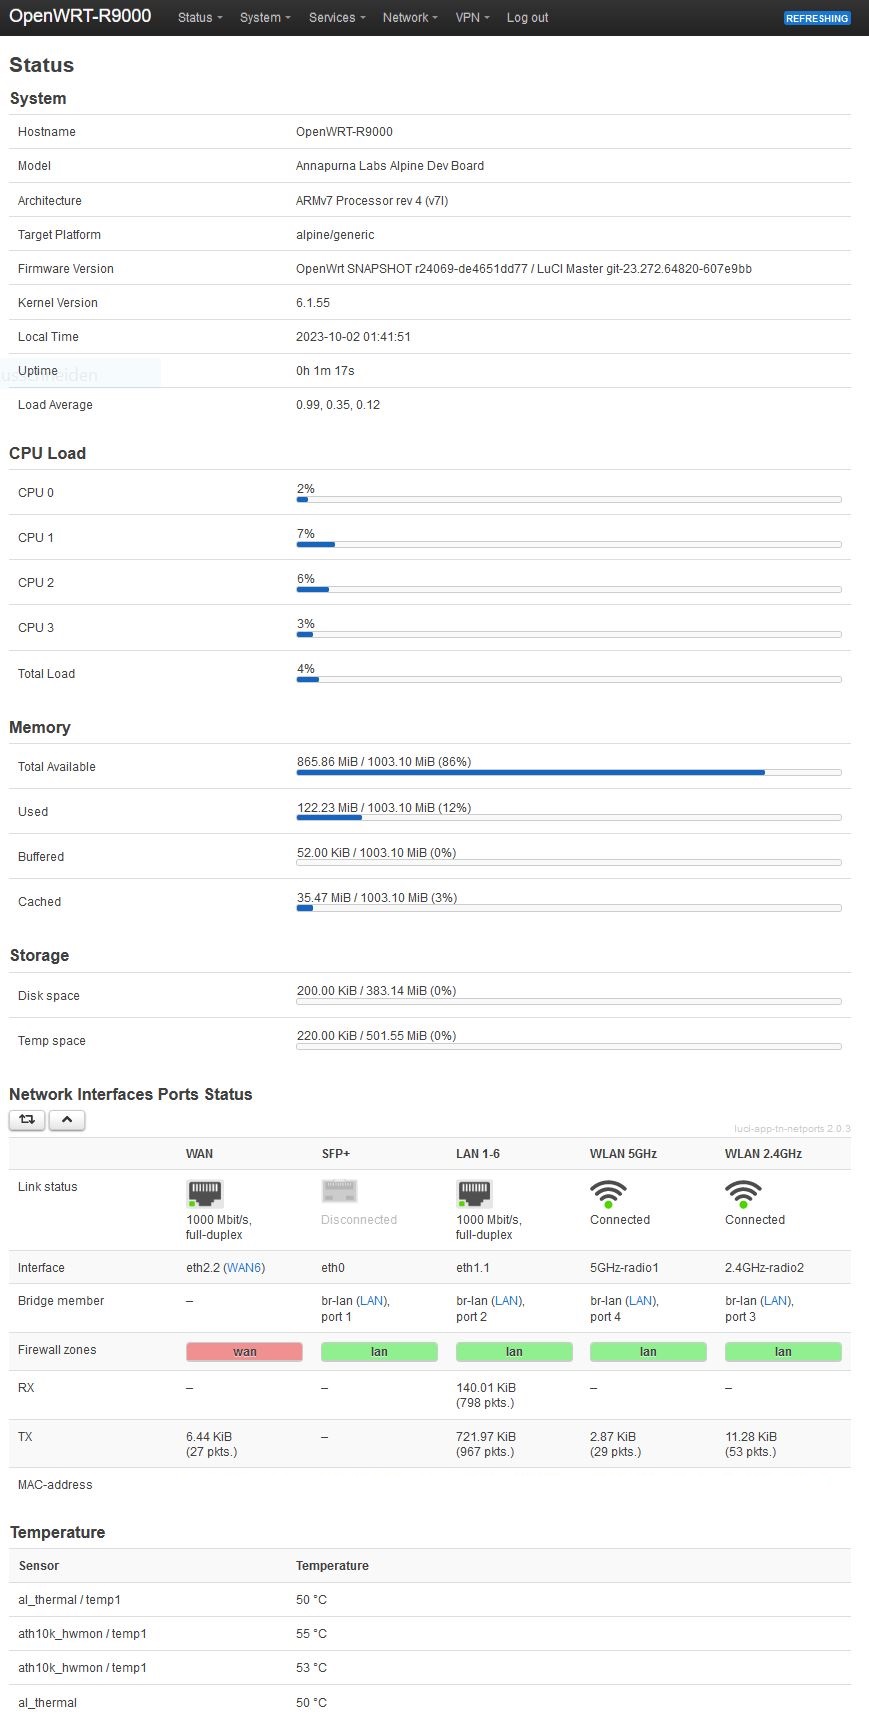 OpenWRT-R9000 Status System Services Network VPN Log out REFRESHING
Status
System
Hostname OpenWRT-R9000
Model Annapurna Labs Alpine Dev Board
Architecture ARMv7 Processor rev 4 (v7l)
Target Platform alpine/generic
Firmware Version OpenWrt SNAPSHOT r24069-de4651dd77 / LuCI Master git-23.272.64820-607e9bb
Kernel Version 6.1.55
Local Time 2023-10-02 01:41:51
Uptime 0h 1m 17s
Load Average 0.99, 0.35, 0.12
CPU Load
CPU 0 2%
CPU 1 7%
CPU 2 6%
CPU 3 3%
Total Load 4%
Memory
Total Available 865.86 MiB / 1003.10 MiB (86%)
Used 122.23 MiB / 1003.10 MiB (12%)
Buffered 52.00 KiB / 1003.10 MiB (0%)
Cached 35.47 MiB / 1003.10 MiB (3%)
Storage
Disk space 200.00 KiB / 383.14 MiB (0%)
Temp space 220.00 KiB / 501.55 MiB (0%)
Network Interfaces Ports Status
luci-app-tn-netports 2.0.3
WAN SFP+ LAN 1-6 WLAN 5GHz WLAN 2.4GHz
Link status
1000 Mbit/s, Disconnected 1000 Mbit/s, Connected Connected
full-duplex full-duplex
Interface eth2.2 (WAN6) eth0 eth1.1 5GHz-radio1 2.4GHz-radio2
Bridge member – br-lan (LAN), br-lan (LAN), br-lan (LAN), br-lan (LAN),
port 1 port 2 port 4 port 3
Firewall zones wan lan lan lan lan
RX – – 140.01 KiB – –
(798 pkts.)
TX 6.44 KiB – 721.97 KiB 2.87 KiB 11.28 KiB
(27 pkts.) (967 pkts.) (29 pkts.) (53 pkts.)
MAC-address
Temperature
Sensor Temperature
al_thermal / temp1 50 °C
ath10k_hwmon / temp1 55 °C
ath10k_hwmon / temp1 53 °C
al_thermal 50 °C